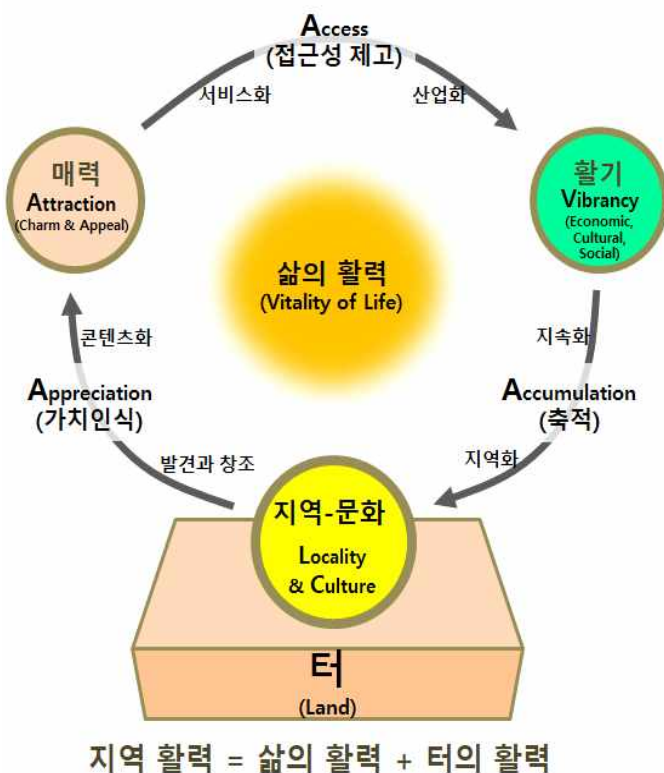 Access
(접근성 제고)
서비스화
산업화
매력
Attraction
(Charm & Appeal)
활기
Vibrancy
(Economic,
Cultural,
Social)
삶의 활력
(Vitality of Life)
콘텐츠화
지속화
Appreciation
(가치인식)
Accumulation
(축적)
발견과 창조
지역화
지역-문화
Locality
& Culture
터
(Land)
지역 활력 = 삶의 활력 + 터의 활력